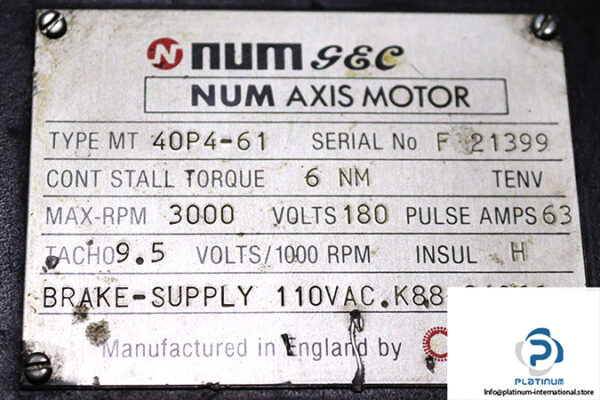 num GEC
NUM AXIS MOTOR
TYPE MT 40P4-61 SERIAL No F 21399
CONT STALL TORQUE 6 NM TENV
MAX-RPM 3000 VOLTS 180 PULSE AMPS 63
TACHO 9.5 VOLTS/1000 RPM INSUL H
BRAKE-SUPPLY 110VAC.K88
Manufactured in England by
PLATINUM
Info@platinum-international.store